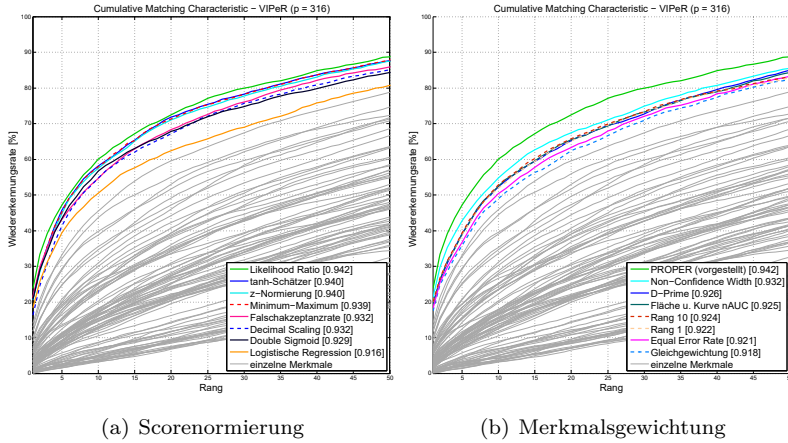 Cumulative Matching Characteristic − VIPeR (p = 316)
Wiedererkennungsrate [%]
100
90
80
70
60
50
40
30
20
10
0
Likelihood Ratio [0.942]
tanh−Schätzer [0.940]
z−Normierung [0.940]
Minimum−Maximum [0.939]
Falschakzeptanzrate [0.932]
Decimal Scaling [0.932]
Double Sigmoid [0.929]
Logistische Regression [0.916]
einzelne Merkmale
5 10 15 20 25 30 35 40 45 50
Rang
(a) Scorenormierung
Cumulative Matching Characteristic − VIPeR (p = 316)
Wiedererkennungsrate [%]
100
90
80
70
60
50
40
30
20
10
0
PROPER (vorgestellt) [0.942]
Non−Confidence Width [0.932]
D−Prime [0.926]
Fläche u. Kurve nAUC [0.925]
Rang 10 [0.924]
Rang 1 [0.922]
Equal Error Rate [0.921]
Gleichgewichtung [0.918]
einzelne Merkmale
5 10 15 20 25 30 35 40 45 50
Rang
(b) Merkmalsgewichtung